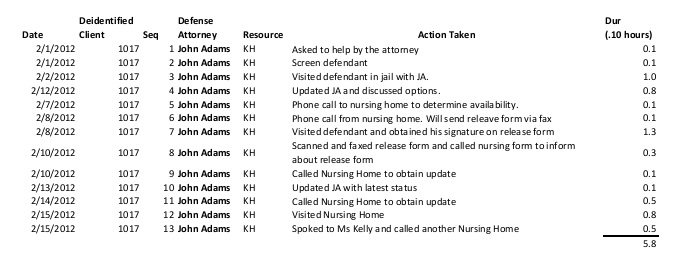 Deidentified Defense Dur
Date Client Seq Attorney Resource Action Taken (.10 hours)
2/1/2012 1017 1 John Adams KH Asked to help by the attorney 0.1
2/1/2012 1017 2 John Adams KH Screen defendant 0.1
2/2/2012 1017 3 John Adams KH Visited defendant in jail with JA. 1.0
2/12/2012 1017 4 John Adams KH Updated JA and discussed options. 0.8
2/7/2012 1017 5 John Adams KH Phone call to nursing home to determine availability. 0.1
2/8/2012 1017 6 John Adams KH Phone call from nursing home. Will send releave form via fax 0.1
2/8/2012 1017 7 John Adams KH Visited defendant and obtained his signature on release form 1.3
Scanned and faxed release form and called nursing form to inform
2/10/2012 1017 8 John Adams KH about release form 0.3
2/10/2012 1017 9 John Adams KH Called Nursing Home to obtain update 0.1
2/13/2012 1017 10 John Adams KH Updated JA with latest status 0.1
2/14/2012 1017 11 John Adams KH Called Nursing Home to obtain update 0.5
2/15/2012 1017 12 John Adams KH Visited Nursing Home 0.8
2/15/2012 1017 13 John Adams KH Spoked to Ms Kelly and called another Nursing Home 0.5
5.8